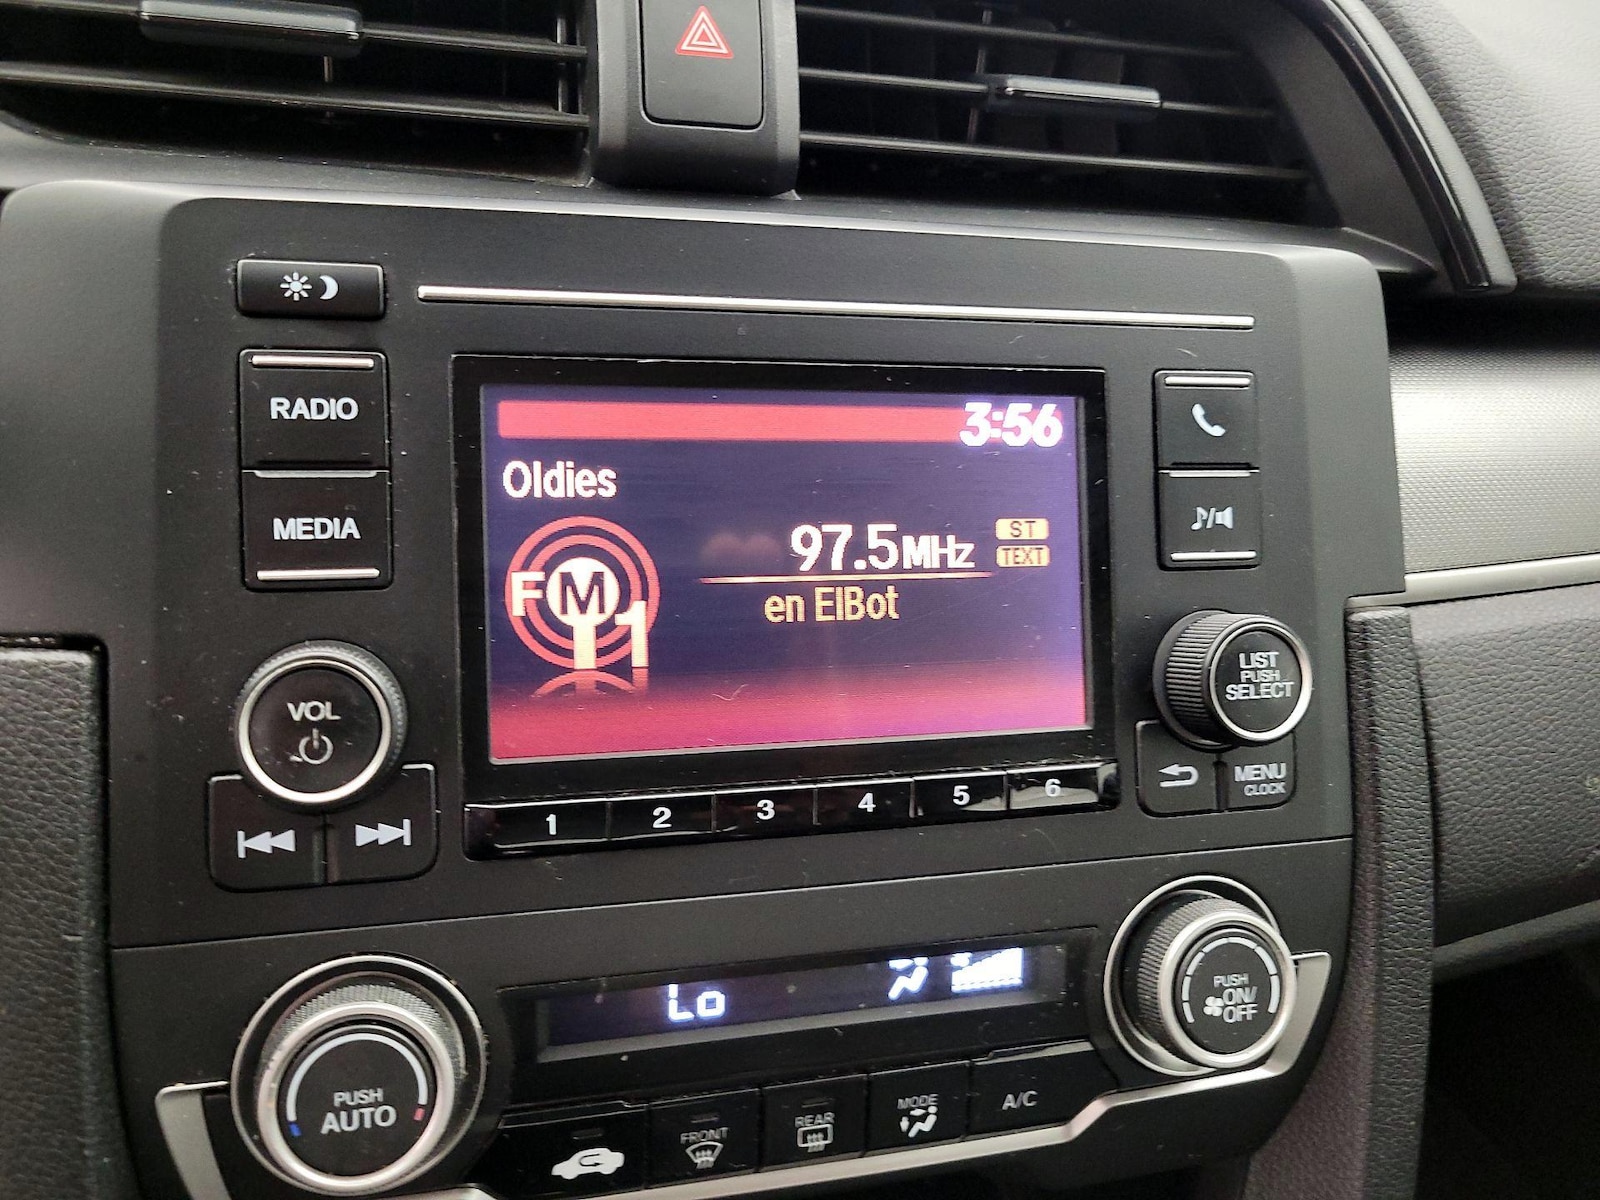 3:56
RADIO
Oldies
MEDIA
97.5MHz
ST
TEXT
FM
1
en ElBot
LIST
PUSH
SELECT
VOL
MENU
CLOCK
1 2 3 4 5 6
Lo
PUSH
ON/
OFF
PUSH
AUTO
FRONT
REAR
MODE
A/C